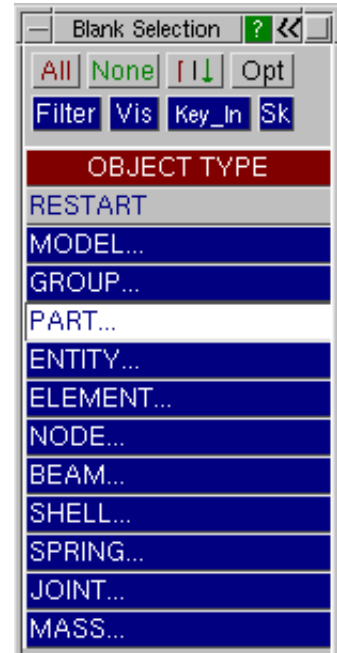 Blank Selection ? <<
All None ↓ Opt
Filter Vis Key_In Sk
OBJECT TYPE
RESTART
MODEL...
GROUP...
PART...
ENTITY...
ELEMENT...
NODE...
BEAM...
SHELL...
SPRING...
JOINT...
MASS...